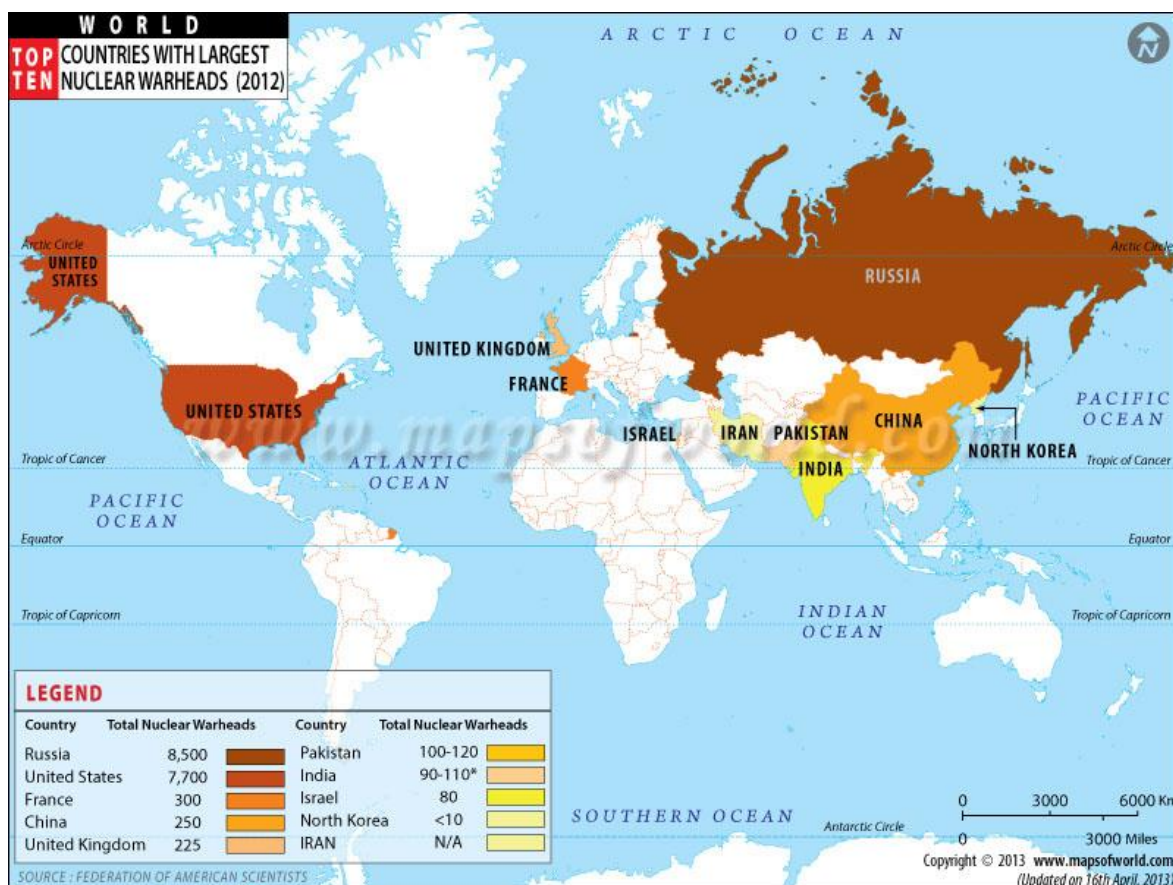 WORLD
TOP TEN
COUNTRIES WITH LARGEST
NUCLEAR WARHEADS (2012)
ARCTIC OCEAN
N
Arctic Circle
Arctic Circle
UNITED
STATES
RUSSIA
UNITED KINGDOM
FRANCE
UNITED STATES
ISRAEL
IRAN
PAKISTAN
CHINA
INDIA
NORTH KOREA
PACIFIC
OCEAN
www.mapsofworld.com
Tropic of Cancer
ATLANTIC
OCEAN
PACIFIC
OCEAN
Tropic of Cancer
Equator
Equator
Tropic of Capricorn
INDIAN
OCEAN
Tropic of Capricorn
LEGEND
Country Total Nuclear Warheads Country Total Nuclear Warheads
Russia 8,500 Pakistan 100-120
United States 7,700 India 90-110*
France 300 Israel 80
China 250 North Korea <10
United Kingdom 225 IRAN N/A
SOURCE : FEDERATION OF AMERICAN SCIENTISTS
SOUTHERN OCEAN
Antarctic Circle
0 3000 6000 Km
0 3000 Miles
Copyright © 2013 www.mapsofworld.com
(Updated on 16th April, 2013)